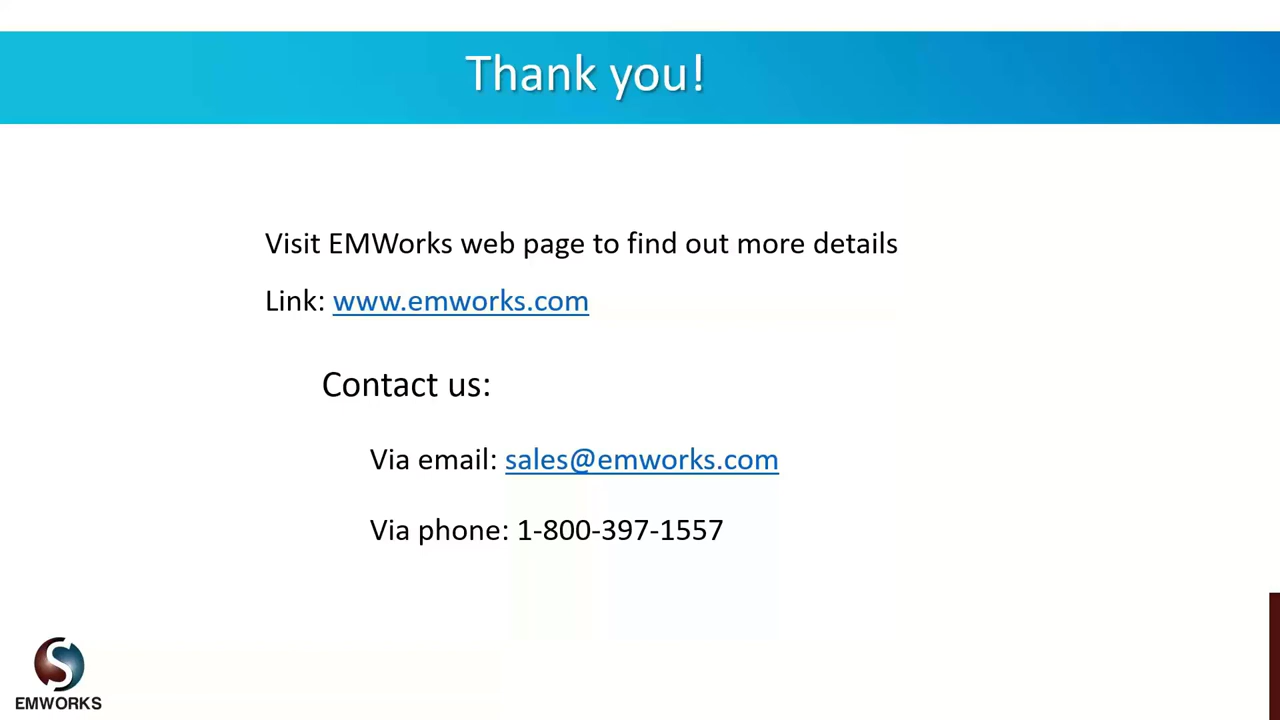 Thank you!
Visit EMWorks web page to find out more details
Link: www.emworks.com
Contact us:
Via email: sales@emworks.com
Via phone: 1-800-397-1557
S
EMWORKS